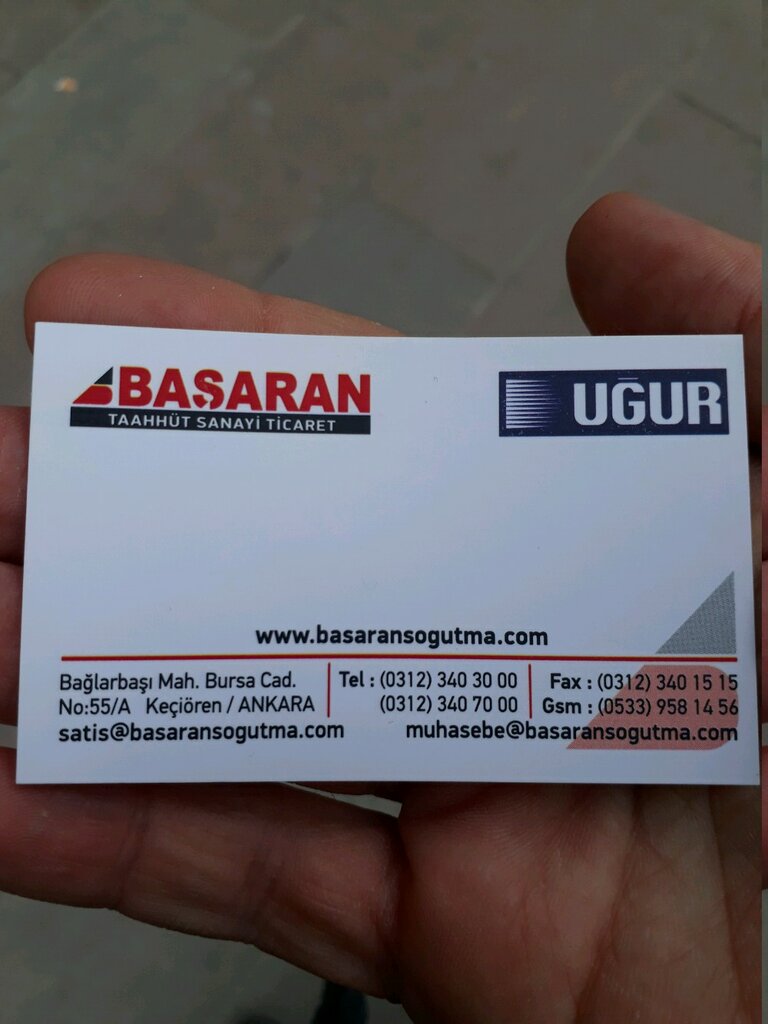 BAŞARAN
TAAHHÜT SANAYİ TİCARET
UĞUR
www.basaransogutma.com
Bağlarbaşı Mah. Bursa Cad.
No:55/A Keçiören / ANKARA
Tel : (0312) 340 30 00
(0312) 340 70 00
Fax : (0312) 340 15 15
Gsm : (0533) 958 14 56
satis@basaransogutma.com
muhasebe@basaransogutma.com